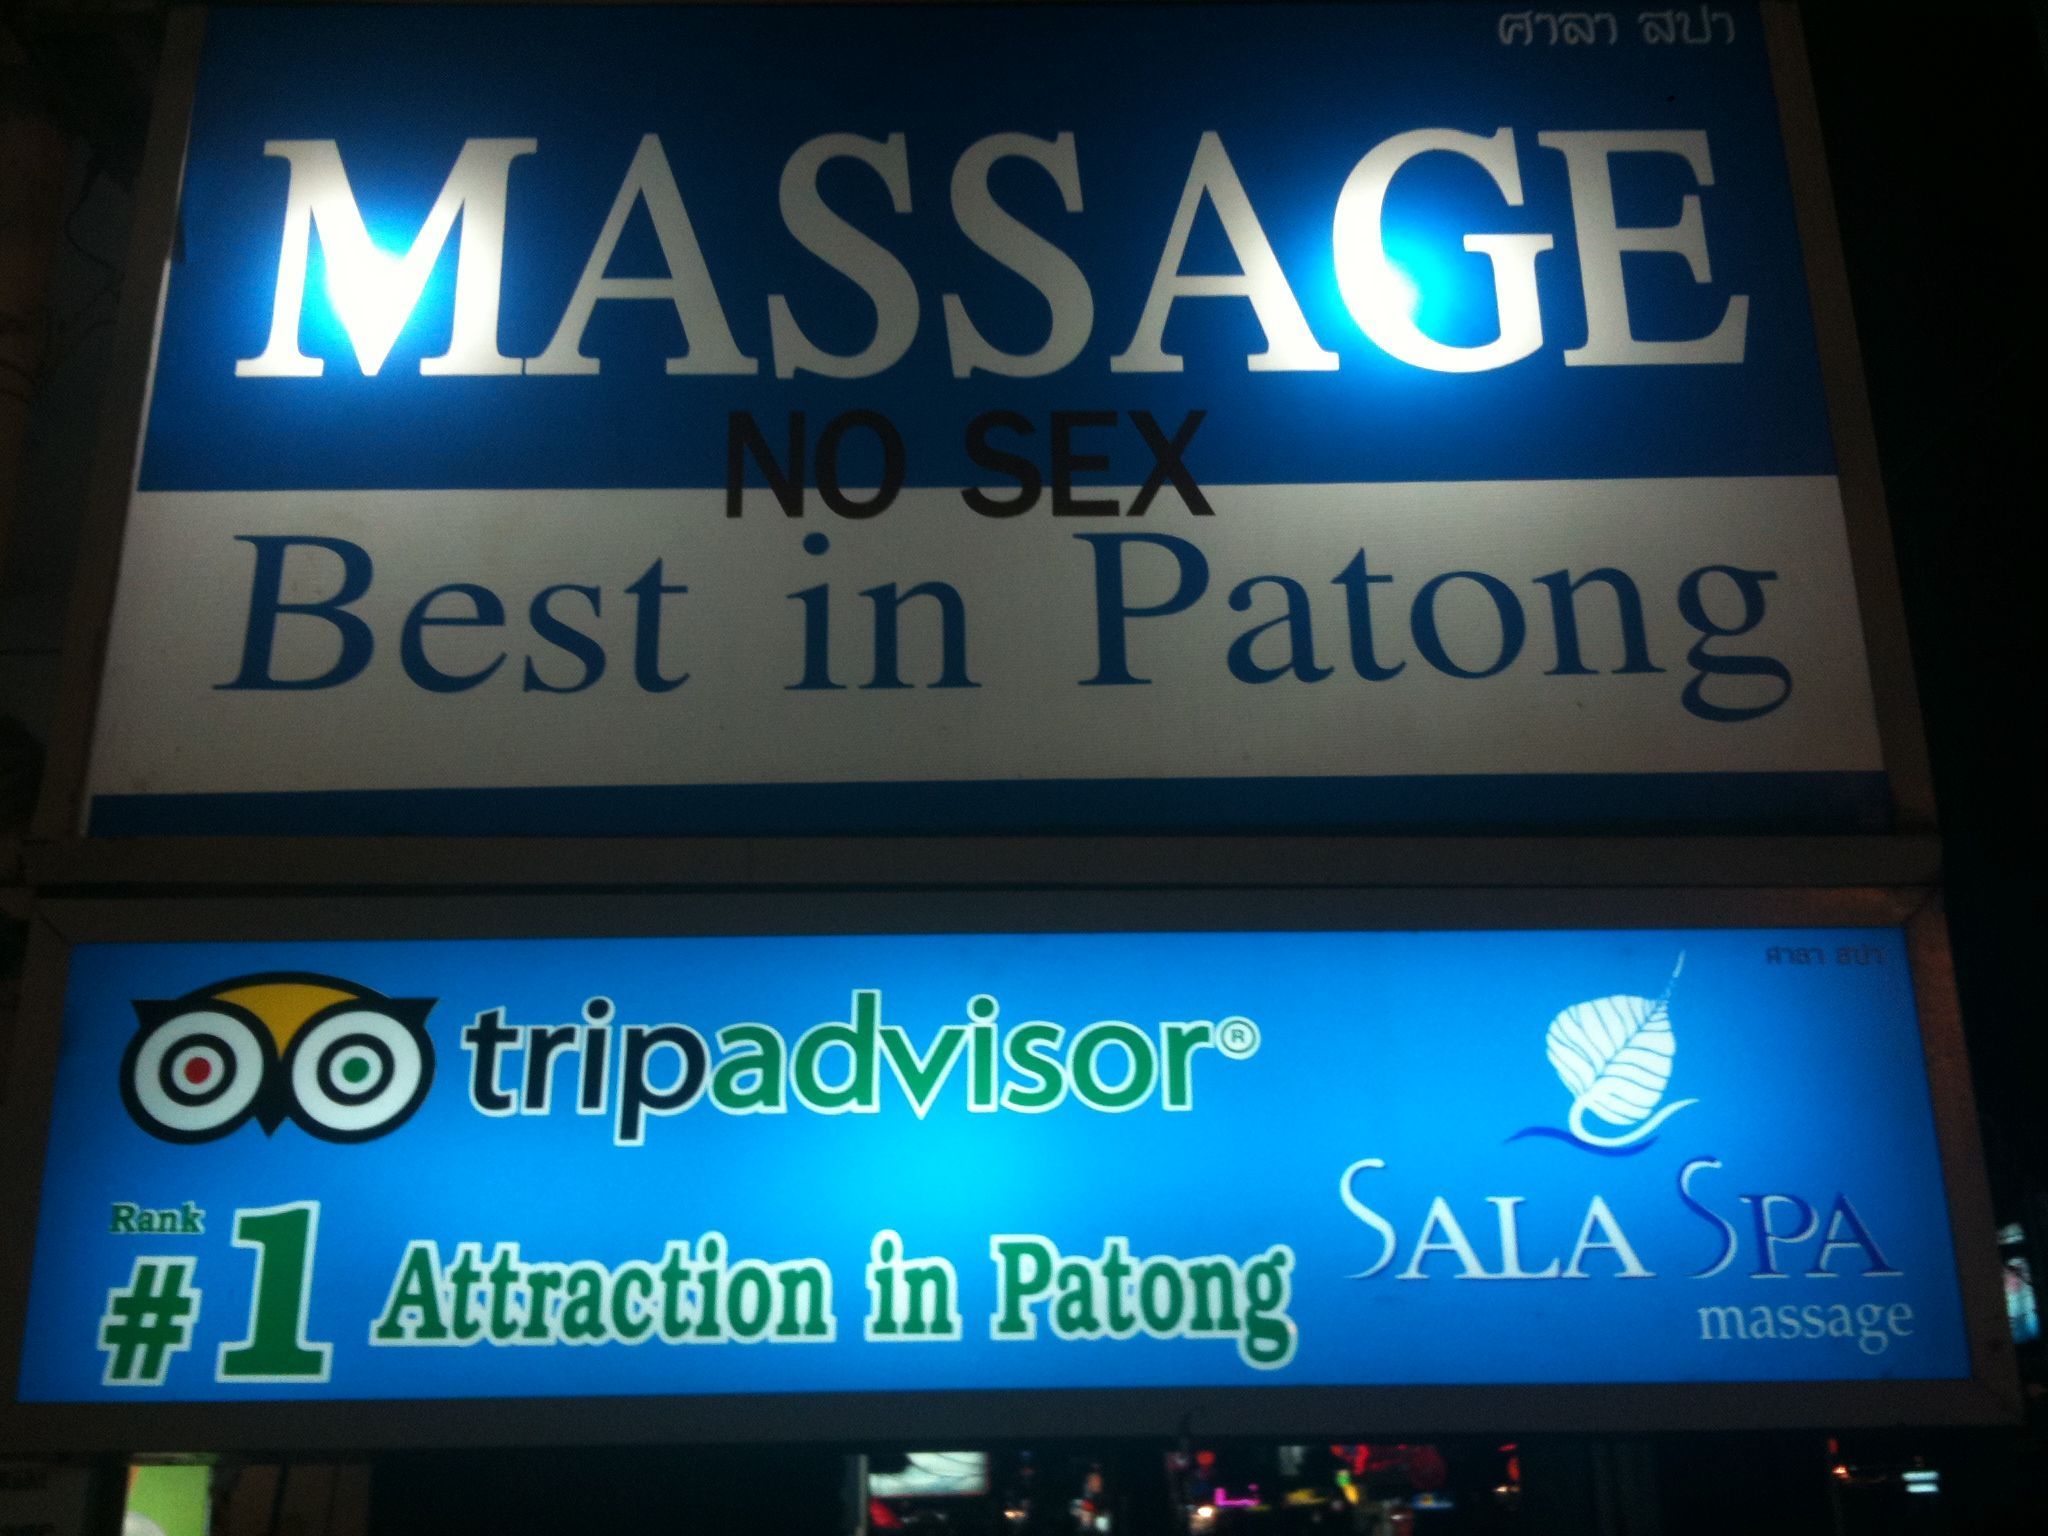 ศาลา สปา
MASSAGE
NO SEX
Best in Patong
ศาลา สปา
tripadvisor®
Rank
#1 Attraction in Patong
SALA SPA
massage